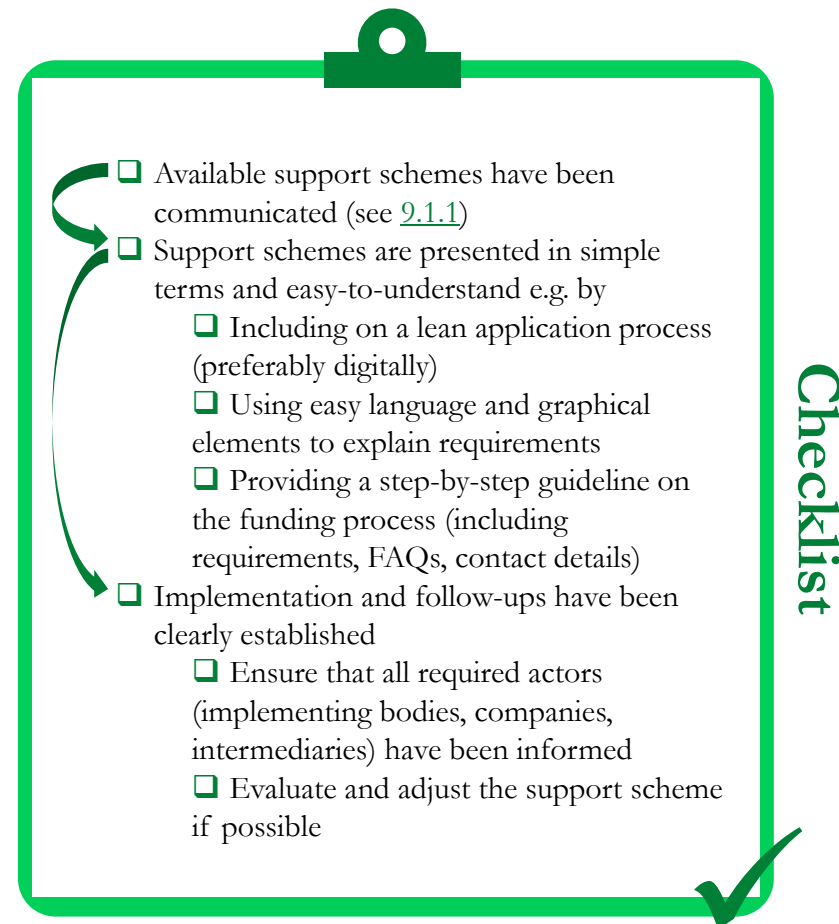 ❑ Available support schemes have been
communicated (see 9.1.1)
❑ Support schemes are presented in simple
terms and easy-to-understand e.g. by
❑ Including on a lean application process
(preferably digitally)
❑ Using easy language and graphical
elements to explain requirements
❑ Providing a step-by-step guideline on
the funding process (including
requirements, FAQs, contact details)
❑ Implementation and follow-ups have been
clearly established
❑ Ensure that all required actors
(implementing bodies, companies,
intermediaries) have been informed
❑ Evaluate and adjust the support scheme
if possible
Checklist